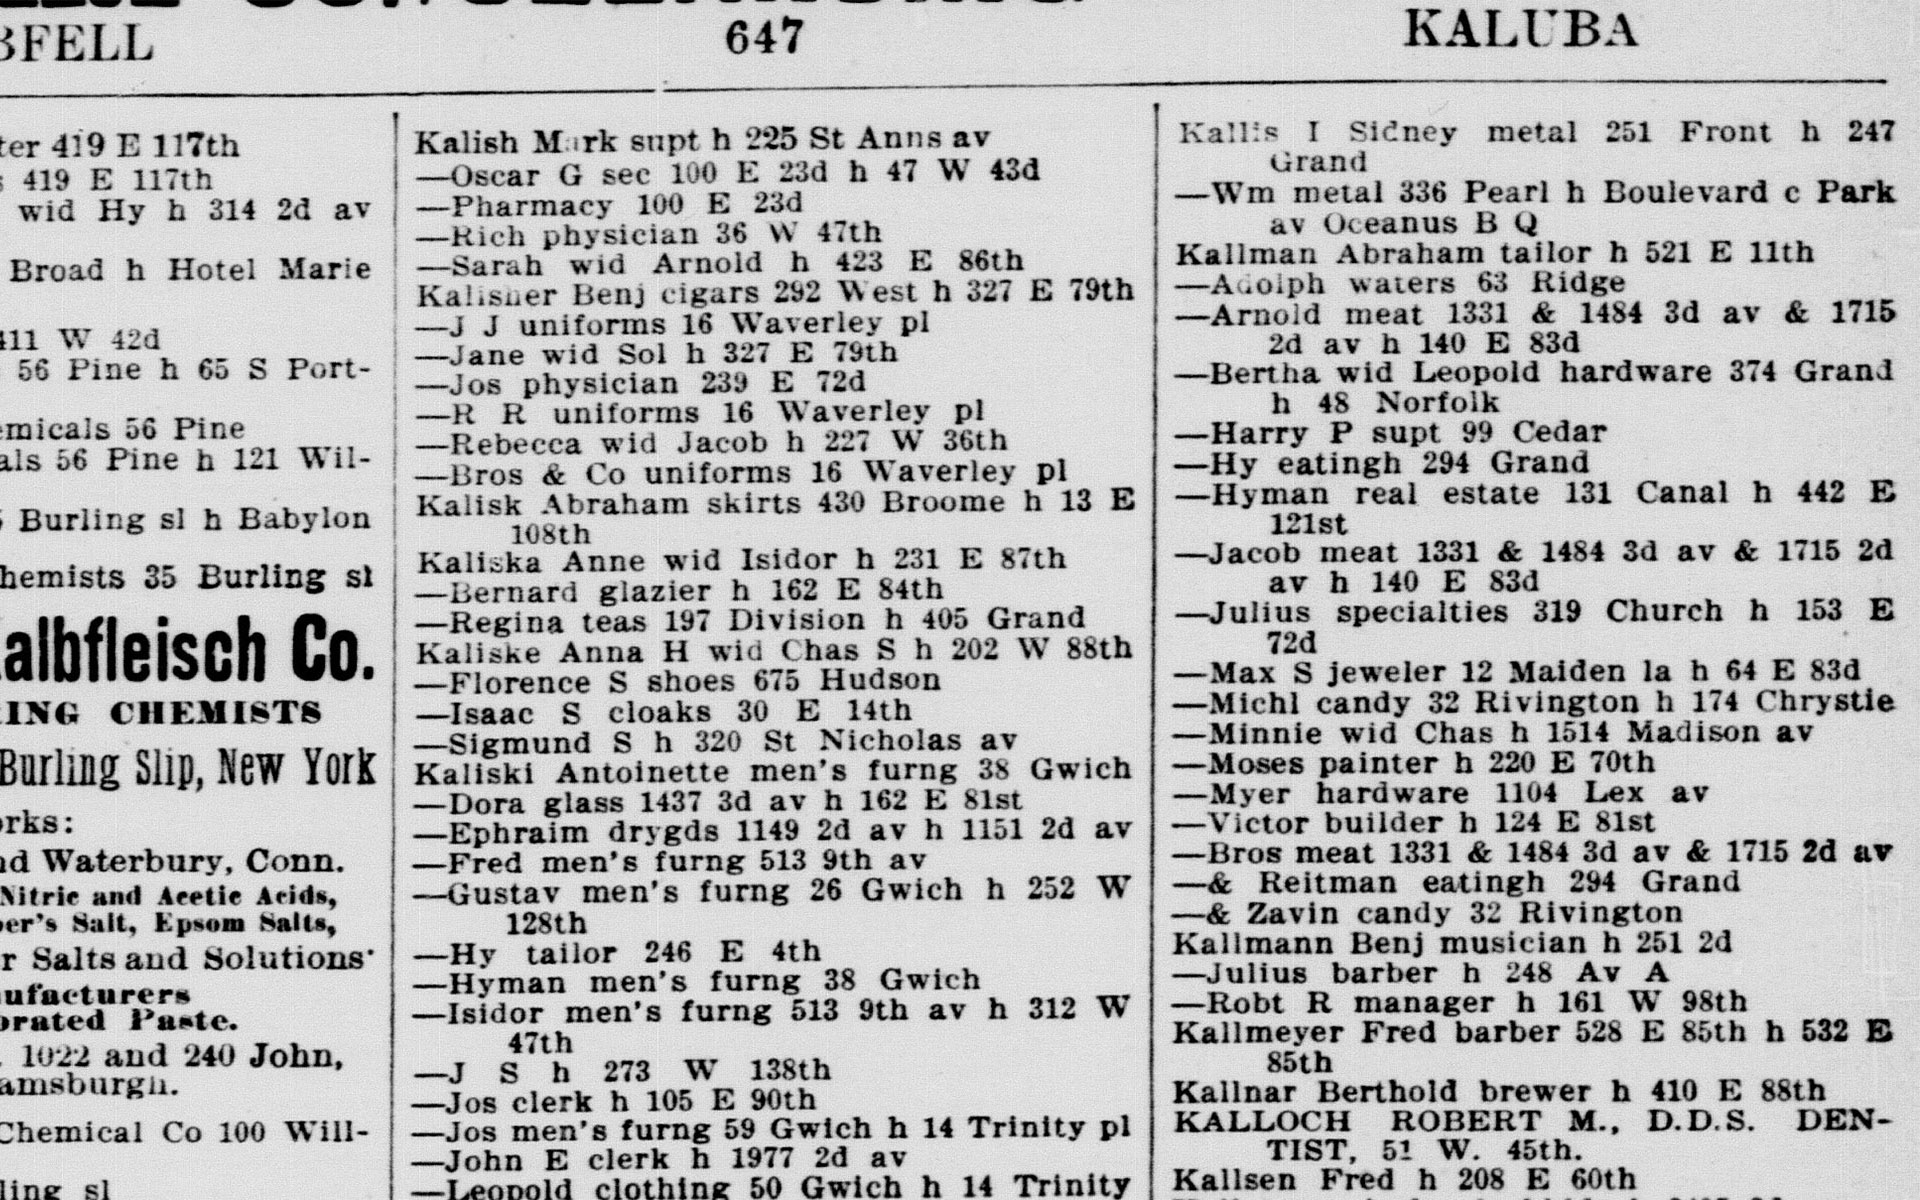 BFELL
647
KALUBA
ter 419 E 117th
419 E 117th
wid Hy h 314 2d av
Broad h Hotel Marie
411 W 42d
56 Pine h 65 S Port-
emicals 56 Pine
als 56 Pine h 121 Wil-
Burling sl h Babylon
hemists 35 Burling sl
albfleisch Co.
ING CHEMISTS
Burling Slip, New York
orks:
nd Waterbury, Conn.
Nitric and Acetic Acids,
ber's Salt, Epsom Salts,
r Salts and Solutions
nufacturers
orated Paste.
1022 and 240 John,
amsburgh.
Chemical Co 100 Will-
ling sl
Kalish Mark supt h 225 St Anns av
—Oscar G sec 100 E 23d h 47 W 43d
—Pharmacy 100 E 23d
—Rich physician 36 W 47th
—Sarah wid Arnold h 423 E 86th
Kalisher Benj cigars 292 West h 327 E 79th
—J J uniforms 16 Waverley pl
—Jane wid Sol h 327 E 79th
—Jos physician 239 E 72d
—R R uniforms 16 Waverley pl
—Rebecca wid Jacob h 227 W 36th
—Bros & Co uniforms 16 Waverley pl
Kalisk Abraham skirts 430 Broome h 13 E
108th
Kaliska Anne wid Isidor h 231 E 87th
—Bernard glazier h 162 E 84th
—Regina teas 197 Division h 405 Grand
Kaliske Anna H wid Chas S h 202 W 88th
—Florence S shoes 675 Hudson
—Isaac S cloaks 30 E 14th
—Sigmund S h 320 St Nicholas av
Kaliski Antoinette men's furng 38 Gwich
—Dora glass 1437 3d av h 162 E 81st
—Ephraim drygds 1149 2d av h 1151 2d av
—Fred men's furng 513 9th av
—Gustav men's furng 26 Gwich h 252 W
128th
—Hy tailor 246 E 4th
—Hyman men's furng 38 Gwich
—Isidor men's furng 513 9th av h 312 W
47th
—J S h 273 W 138th
—Jos clerk h 105 E 90th
—Jos men's furng 59 Gwich h 14 Trinity pl
—John E clerk h 1977 2d av
—Leopold clothing 50 Gwich h 14 Trinity
Kallis I Sidney metal 251 Front h 247
Grand
—Wm metal 336 Pearl h Boulevard c Park
av Oceanus B Q
Kallman Abraham tailor h 521 E 11th
—Adolph waters 63 Ridge
—Arnold meat 1331 & 1484 3d av & 1715
2d av h 140 E 83d
—Bertha wid Leopold hardware 374 Grand
h 48 Norfolk
—Harry P supt 99 Cedar
—Hy eatingh 294 Grand
—Hyman real estate 131 Canal h 442 E
121st
—Jacob meat 1331 & 1484 3d av & 1715 2d
av h 140 E 83d
—Julius specialties 319 Church h 153 E
72d
—Max S jeweler 12 Maiden la h 64 E 83d
—Michl candy 32 Rivington h 174 Chrystie
—Minnie wid Chas h 1514 Madison av
—Moses painter h 220 E 70th
—Myer hardware 1104 Lex av
—Victor builder h 124 E 81st
—Bros meat 1331 & 1484 3d av & 1715 2d av
—& Reitman eatingh 294 Grand
—& Zavin candy 32 Rivington
Kallmann Benj musician h 251 2d
—Julius barber h 248 Av A
—Robt R manager h 161 W 98th
Kallmeyer Fred barber 528 E 85th h 532 E
85th
Kallnar Berthold brewer h 410 E 88th
KALLOCH ROBERT M., D.D.S. DEN-
TIST, 51 W. 45th.
Kallsen Fred h 208 E 60th